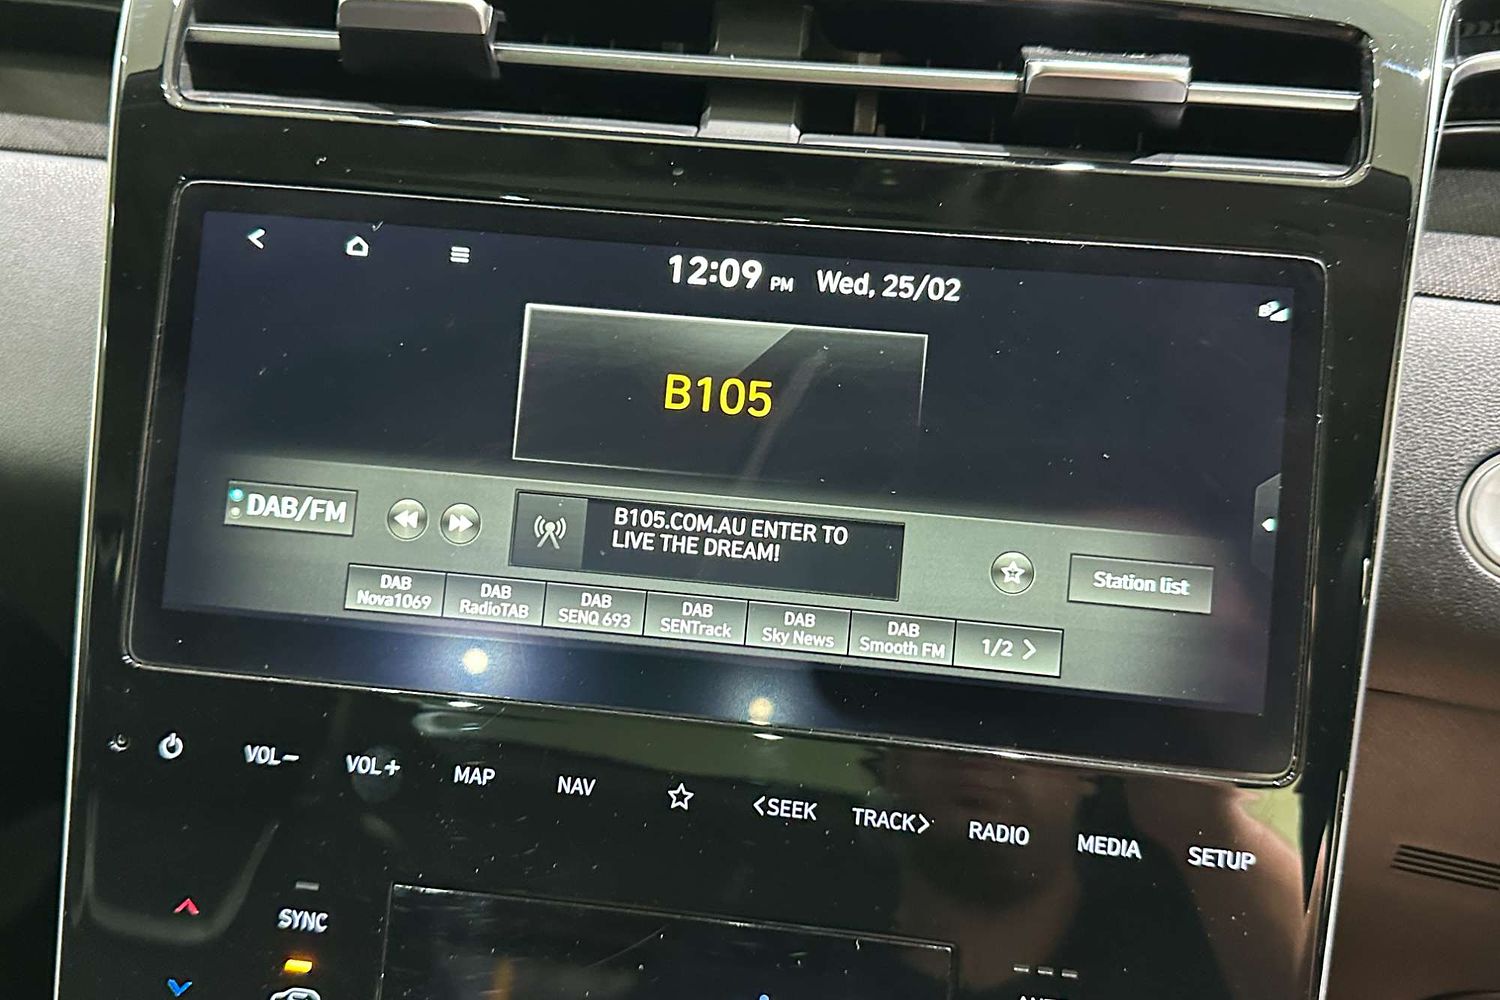 12:09 PM Wed, 25/02
B105
DAB/FM
B105.COM.AU ENTER TO
LIVE THE DREAM!
Station list
DAB
Nova1069
DAB
RadioTAB
DAB
SENQ 693
DAB
SENTrack
DAB
Sky News
DAB
Smooth FM
1/2 >
VOL− VOL+ MAP NAV <SEEK TRACK> RADIO MEDIA SETUP
SYNC